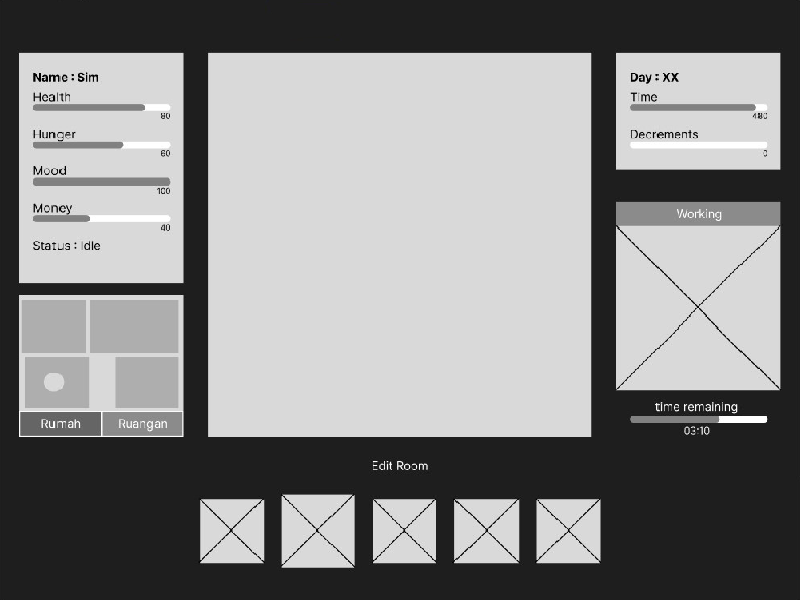 Name : Sim
Health
80
Hunger
60
Mood
100
Money
40
Status : Idle
Rumah
Ruangan
Day : XX
Time
480
Decrements
0
Working
time remaining
03:10
Edit Room